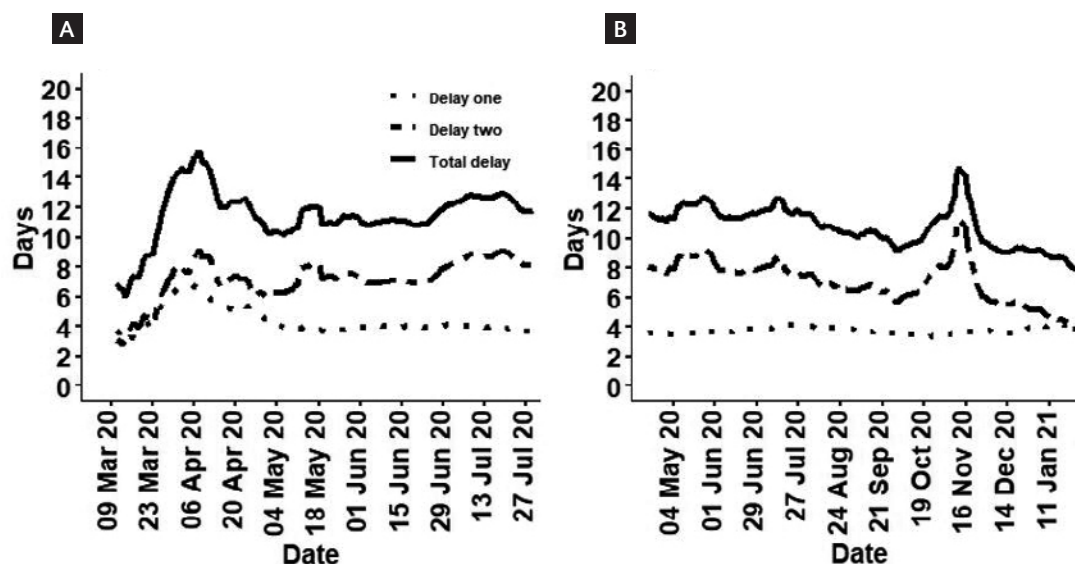 A
Days
20
18
16
14
12
10
8
6
4
2
0
Delay one
Delay two
Total delay
09 Mar 20
23 Mar 20
06 Apr 20
20 Apr 20
04 May 20
18 May 20
01 Jun 20
15 Jun 20
29 Jun 20
13 Jul 20
27 Jul 20
Date
B
Days
20
18
16
14
12
10
8
6
4
2
0
04 May 20
01 Jun 20
29 Jun 20
27 Jul 20
24 Aug 20
21 Sep 20
19 Oct 20
16 Nov 20
14 Dec 20
11 Jan 21
Date